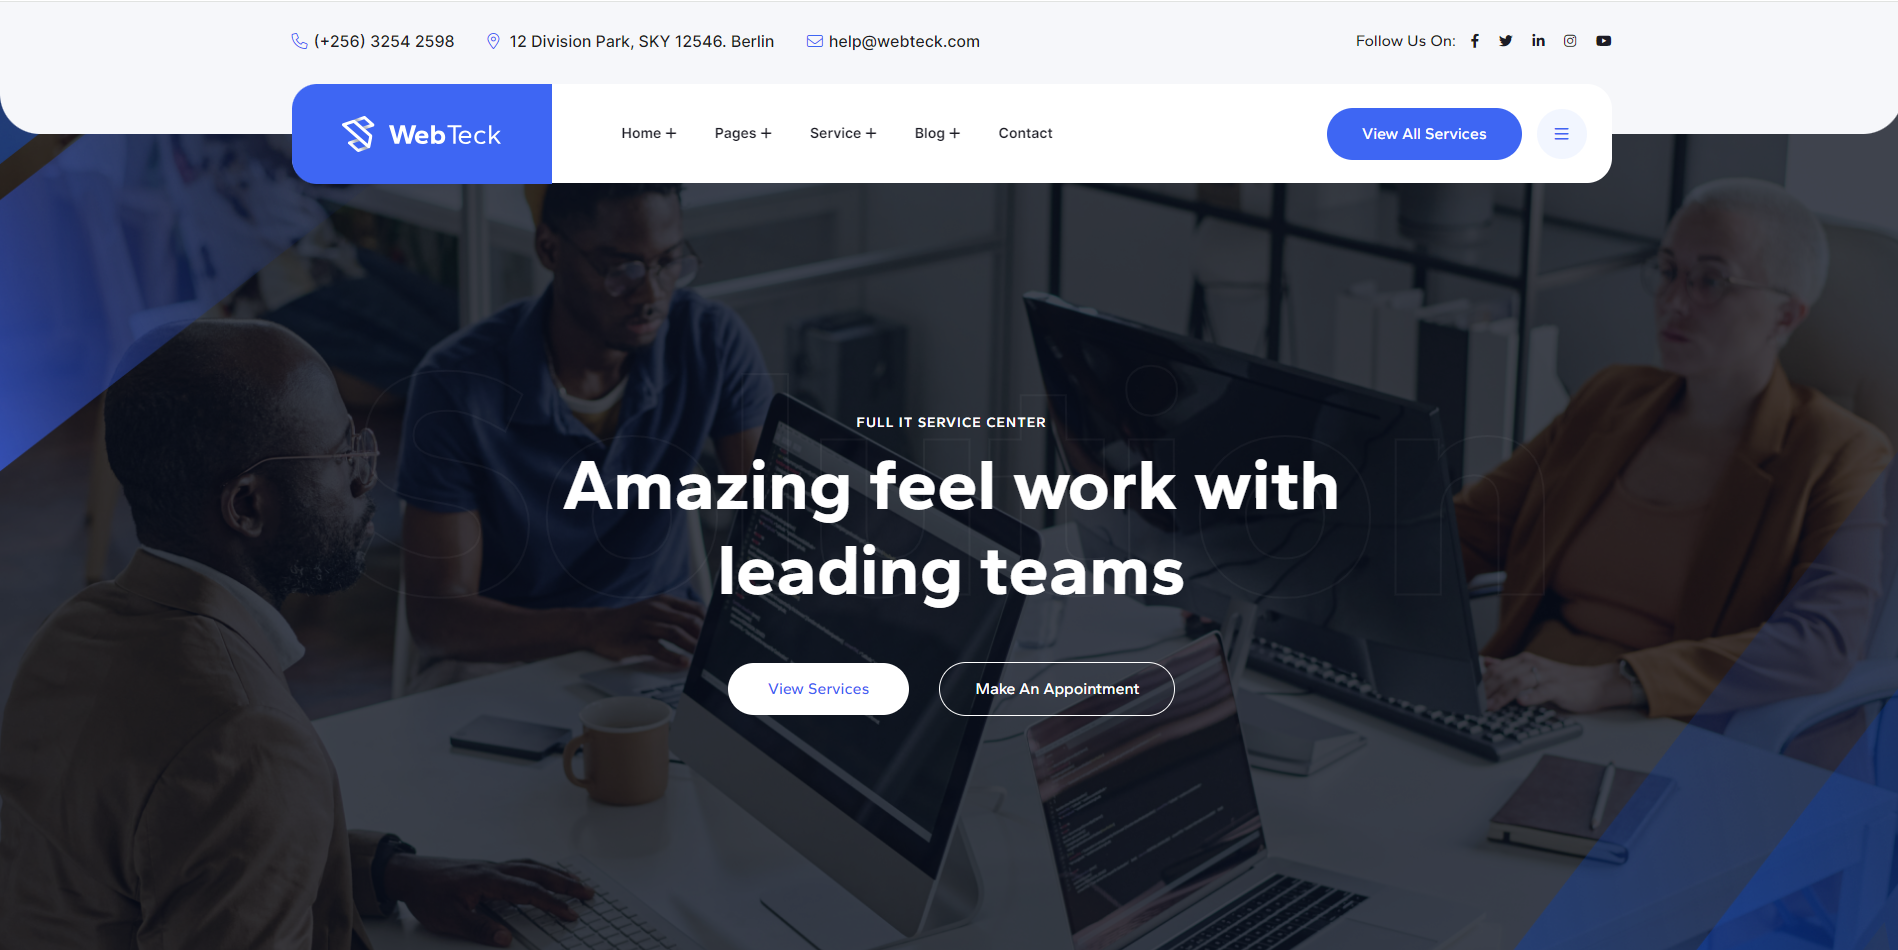 (+256) 3254 2598 12 Division Park, SKY 12546. Berlin help@webteck.com Follow Us On:
WebTeck Home + Pages + Service + Blog + Contact View All Services
Solution
FULL IT SERVICE CENTER
Amazing feel work with
leading teams
View Services Make An Appointment